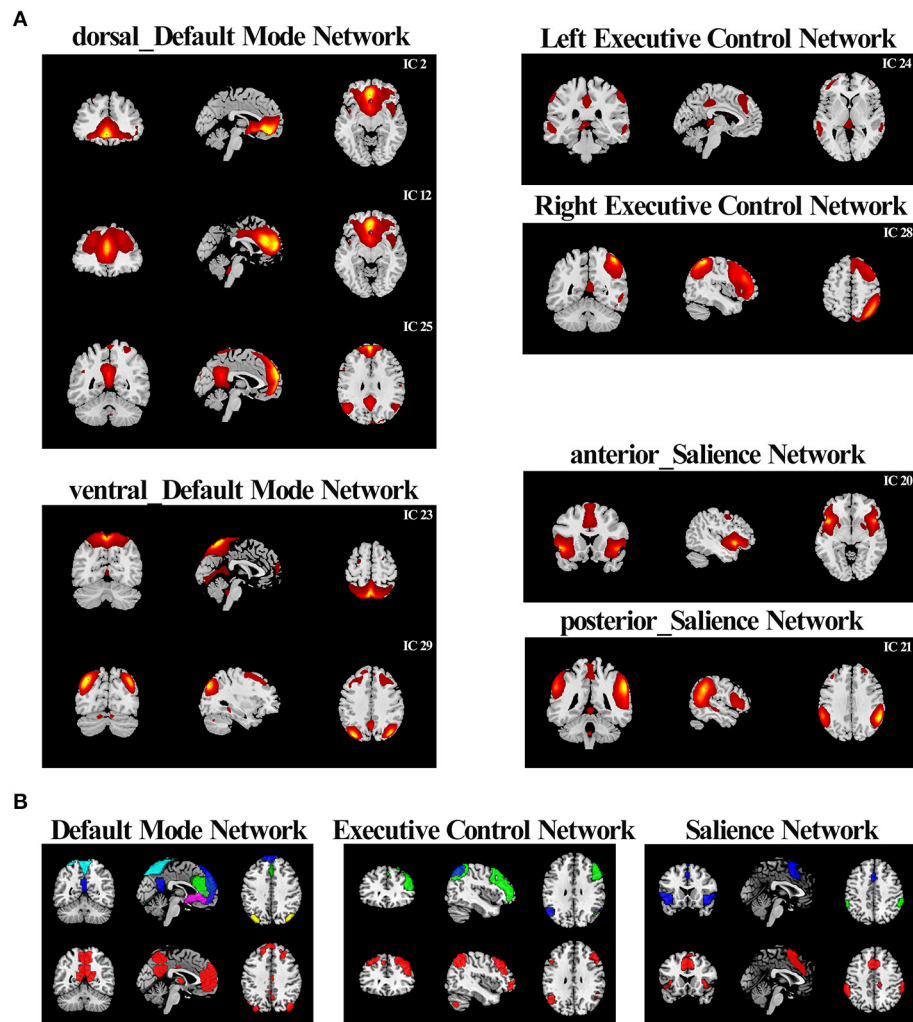 A
dorsal_Default Mode Network
IC 2
IC 12
IC 25
ventral_Default Mode Network
IC 23
IC 29
Left Executive Control Network
IC 24
Right Executive Control Network
IC 28
anterior_Salience Network
IC 20
posterior_Salience Network
IC 21
B
Default Mode Network
Executive Control Network
Salience Network